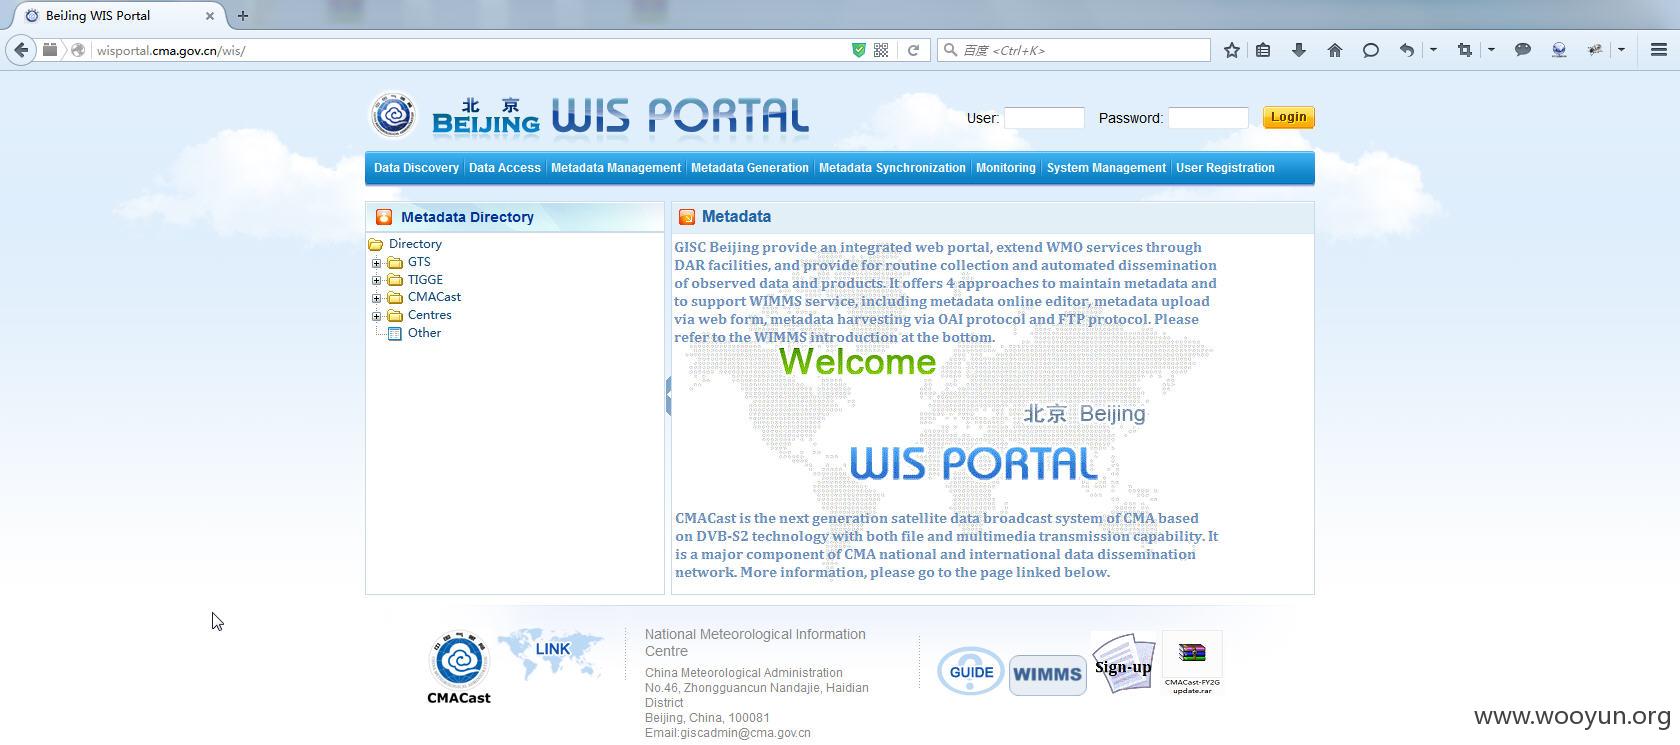 BeiJing WIS Portal
wisportal.cma.gov.cn/wis/
百度 <Ctrl+K>
北 京
BEIJING WIS PORTAL
User:
Password:
Login
Data Discovery
Data Access
Metadata Management
Metadata Generation
Metadata Synchronization
Monitoring
System Management
User Registration
Metadata Directory
Directory
GTS
TIGGE
CMACast
Centres
Other
Metadata
GISC Beijing provide an integrated web portal, extend WMO services through
DAR facilities, and provide for routine collection and automated dissemination
of observed data and products. It offers 4 approaches to maintain metadata and
to support WIMMS service, including metadata online editor, metadata upload
via web form, metadata harvesting via OAI protocol and FTP protocol. Please
refer to the WIMMS introduction at the bottom.
Welcome
北京 Beijing
WIS PORTAL
CMACast is the next generation satellite data broadcast system of CMA based
on DVB-S2 technology with both file and multimedia transmission capability. It
is a major component of CMA national and international data dissemination
network. More information, please go to the page linked below.
CMACast
LINK
National Meteorological Information
Centre
China Meteorological Administration
No.46, Zhongguancun Nandajie, Haidian
District
Beijing, China, 100081
Email:giscadmin@cma.gov.cn
GUIDE
WIMMS
Sign-up
CMACast-FY2G
update.rar
www.wooyun.org